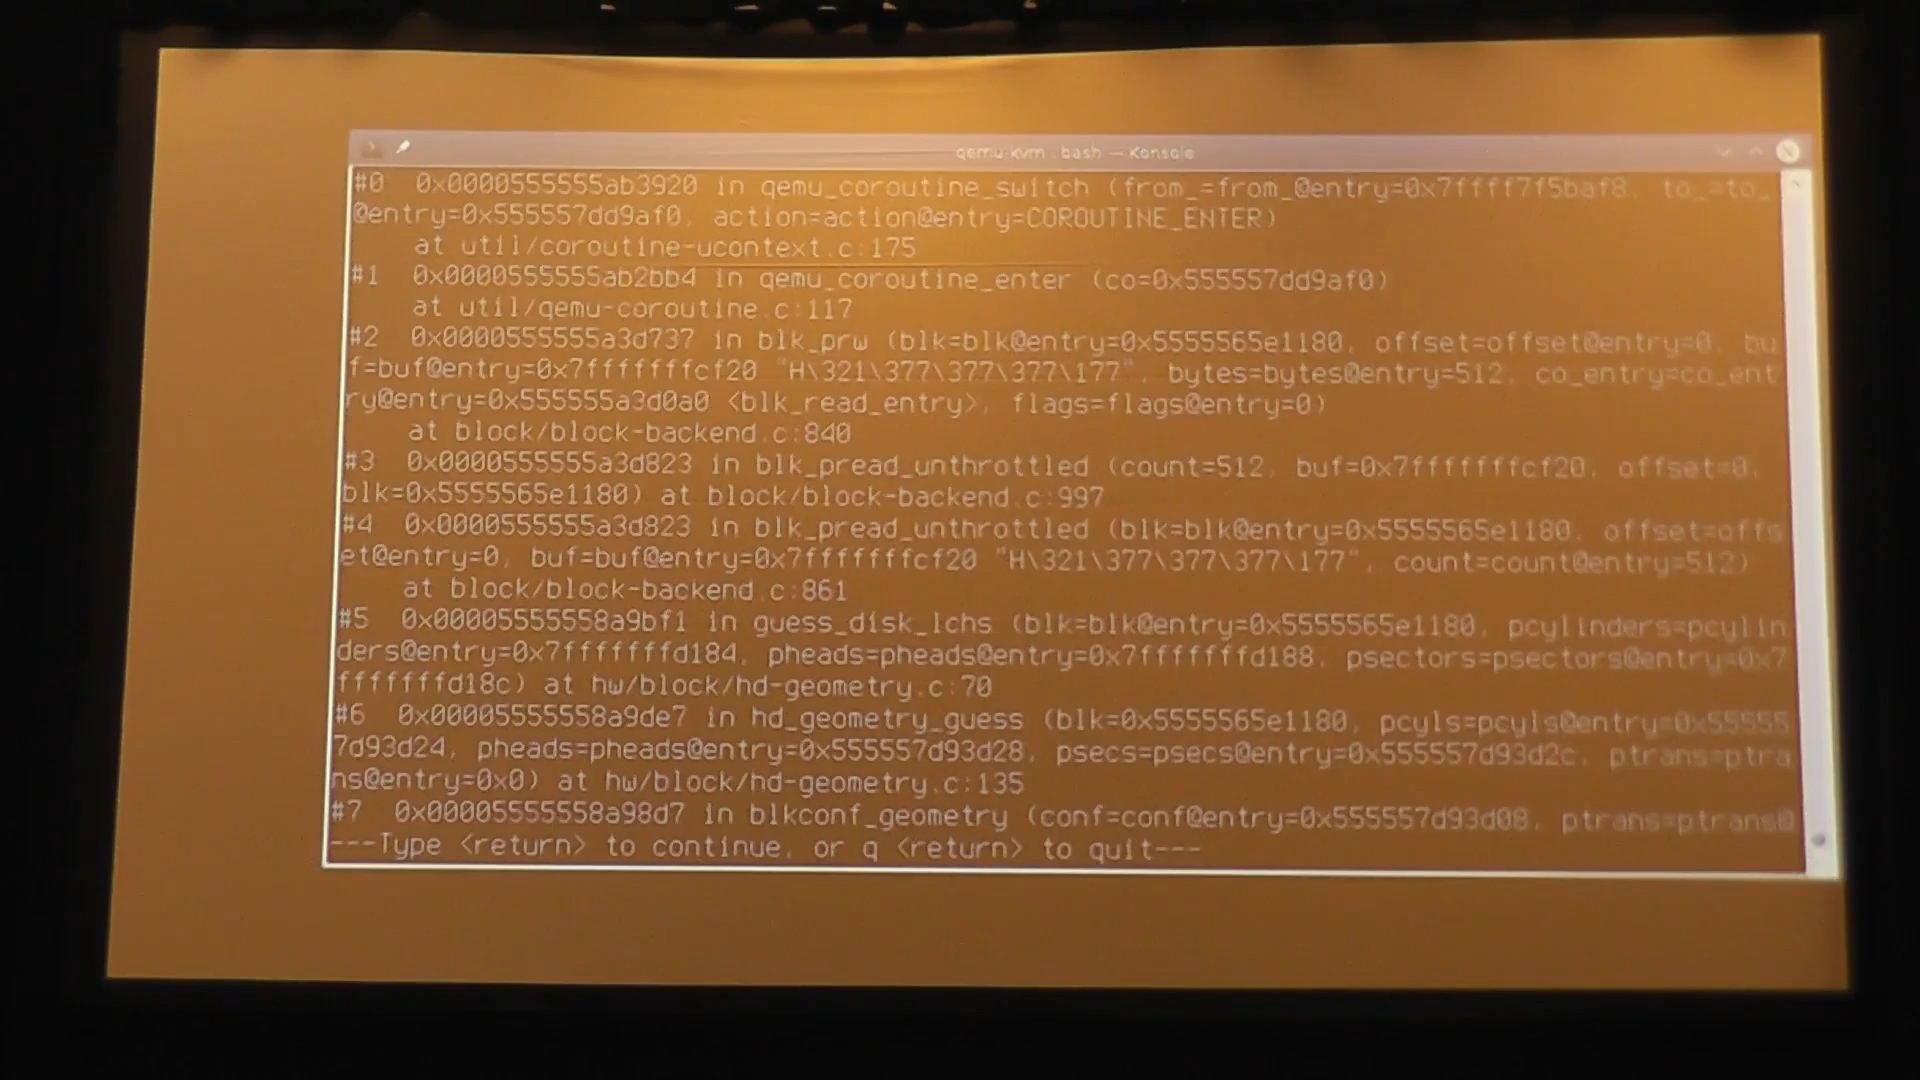 qemu-kvm : bash — Konsole
#0  0x0000555555ab3920 in qemu_coroutine_switch (from_=from_@entry=0x7ffff7f5baf8, to_=to_
@entry=0x555557dd9af0, action=action@entry=COROUTINE_ENTER)
    at util/coroutine-ucontext.c:175
#1  0x0000555555ab2bb4 in qemu_coroutine_enter (co=0x555557dd9af0)
    at util/qemu-coroutine.c:117
#2  0x0000555555a3d737 in blk_prw (blk=blk@entry=0x5555565e1180, offset=offset@entry=0, bu
f=buf@entry=0x7fffffffcf20 "H\321\377\377\377\177", bytes=bytes@entry=512, co_entry=co_ent
ry@entry=0x555555a3d0a0 <blk_read_entry>, flags=flags@entry=0)
    at block/block-backend.c:840
#3  0x0000555555a3d823 in blk_pread_unthrottled (count=512, buf=0x7fffffffcf20, offset=0,
blk=0x5555565e1180) at block/block-backend.c:997
#4  0x0000555555a3d823 in blk_pread_unthrottled (blk=blk@entry=0x5555565e1180, offset=offs
et@entry=0, buf=buf@entry=0x7fffffffcf20 "H\321\377\377\377\177", count=count@entry=512)
    at block/block-backend.c:861
#5  0x00005555558a9bf1 in guess_disk_lchs (blk=blk@entry=0x5555565e1180, pcylinders=pcylin
ders@entry=0x7fffffffd184, pheads=pheads@entry=0x7fffffffd188, psectors=psectors@entry=0x7
fffffffd18c) at hw/block/hd-geometry.c:70
#6  0x00005555558a9de7 in hd_geometry_guess (blk=0x5555565e1180, pcyls=pcyls@entry=0x55555
7d93d24, pheads=pheads@entry=0x555557d93d28, psecs=psecs@entry=0x555557d93d2c, ptrans=ptra
ns@entry=0x0) at hw/block/hd-geometry.c:135
#7  0x00005555558a98d7 in blkconf_geometry (conf=conf@entry=0x555557d93d08, ptrans=ptrans@
---Type <return> to continue, or q <return> to quit---